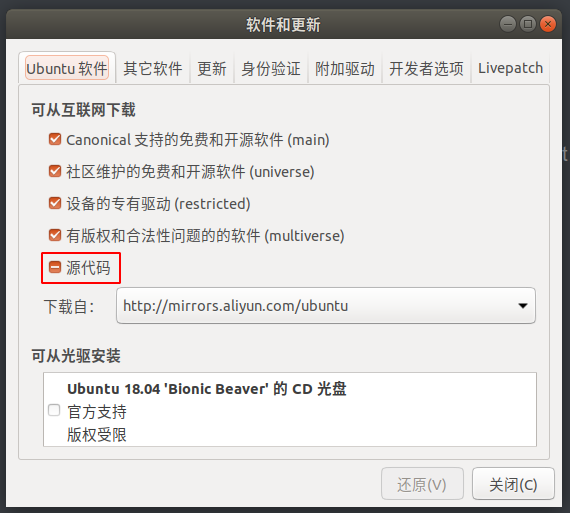 软件和更新
Ubuntu 软件 其它软件 更新 身份验证 附加驱动 开发者选项 Livepatch
可从互联网下载
Canonical 支持的免费和开源软件 (main)
社区维护的免费和开源软件 (universe)
设备的专有驱动 (restricted)
有版权和合法性问题的的软件 (multiverse)
源代码
下载自： http://mirrors.aliyun.com/ubuntu
可从光驱安装
Ubuntu 18.04 'Bionic Beaver' 的 CD 光盘
官方支持
版权受限
还原(V) 关闭(C)
t